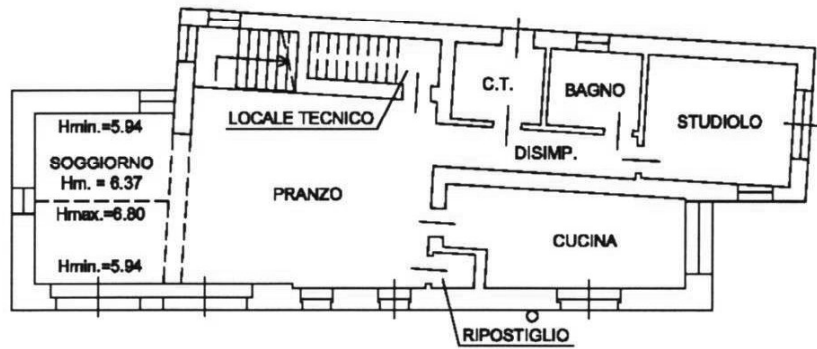 C.T.
BAGNO
LOCALE TECNICO
STUDIOLO
Hmin.=5.94
SOGGIORNO
Hm. = 6.37
Hmax.=6.80
Hmin.=5.94
DISIMP.
PRANZO
CUCINA
RIPOSTIGLIO